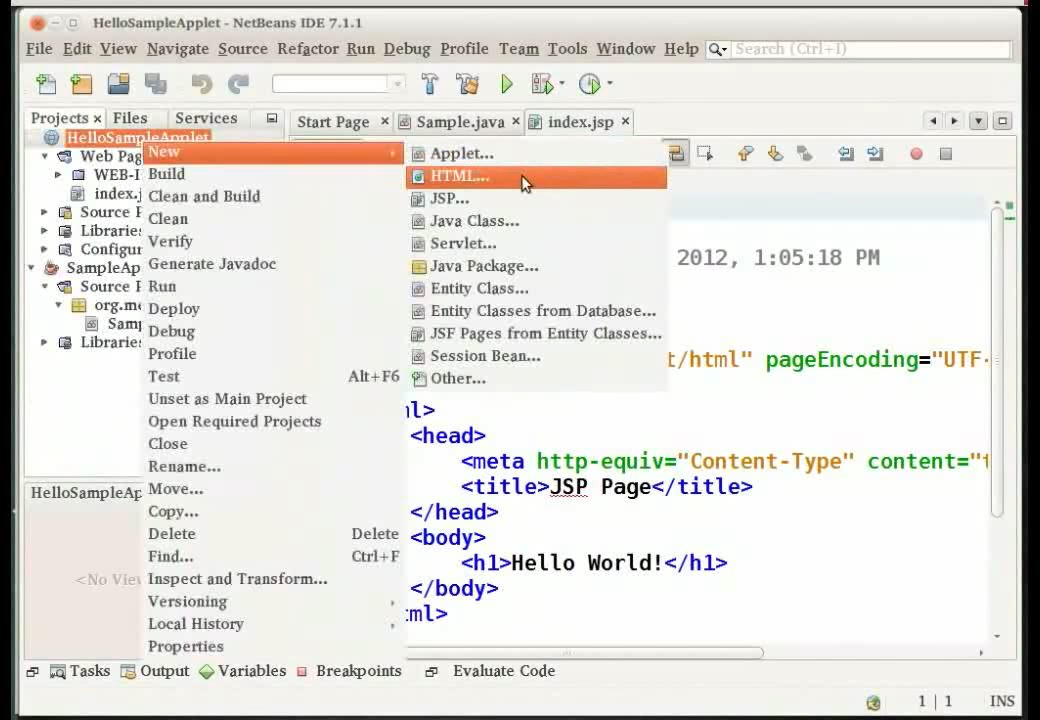 HelloSampleApplet - NetBeans IDE 7.1.1
File Edit View Navigate Source Refactor Run Debug Profile Team Tools Window Help Search (Ctrl+I)
Projects Files Services
Start Page Sample.java index.jsp
HelloSampleApplet
Web Pag
WEB-I
index.j
Source P
Libraries
Configur
SampleAp
Source P
org.me
Sam
Libraries
New
Build
Clean and Build
Clean
Verify
Generate Javadoc
Run
Deploy
Debug
Profile
Test Alt+F6
Unset as Main Project
Open Required Projects
Close
Rename...
Move...
Copy...
Delete Delete
Find... Ctrl+F
Inspect and Transform...
Versioning
Local History
Properties
Applet...
HTML...
JSP...
Java Class...
Servlet...
Java Package...
Entity Class...
Entity Classes from Database...
JSF Pages from Entity Classes...
Session Bean...
Other...
2012, 1:05:18 PM
t/html" pageEncoding="UTF-
ml>
<head>
<meta http-equiv="Content-Type" content="t
<title>JSP Page</title>
</head>
<body>
<h1>Hello World!</h1>
</body>
tml>
HelloSampleAp
<No View
Tasks Output Variables Breakpoints Evaluate Code
1 | 1 INS